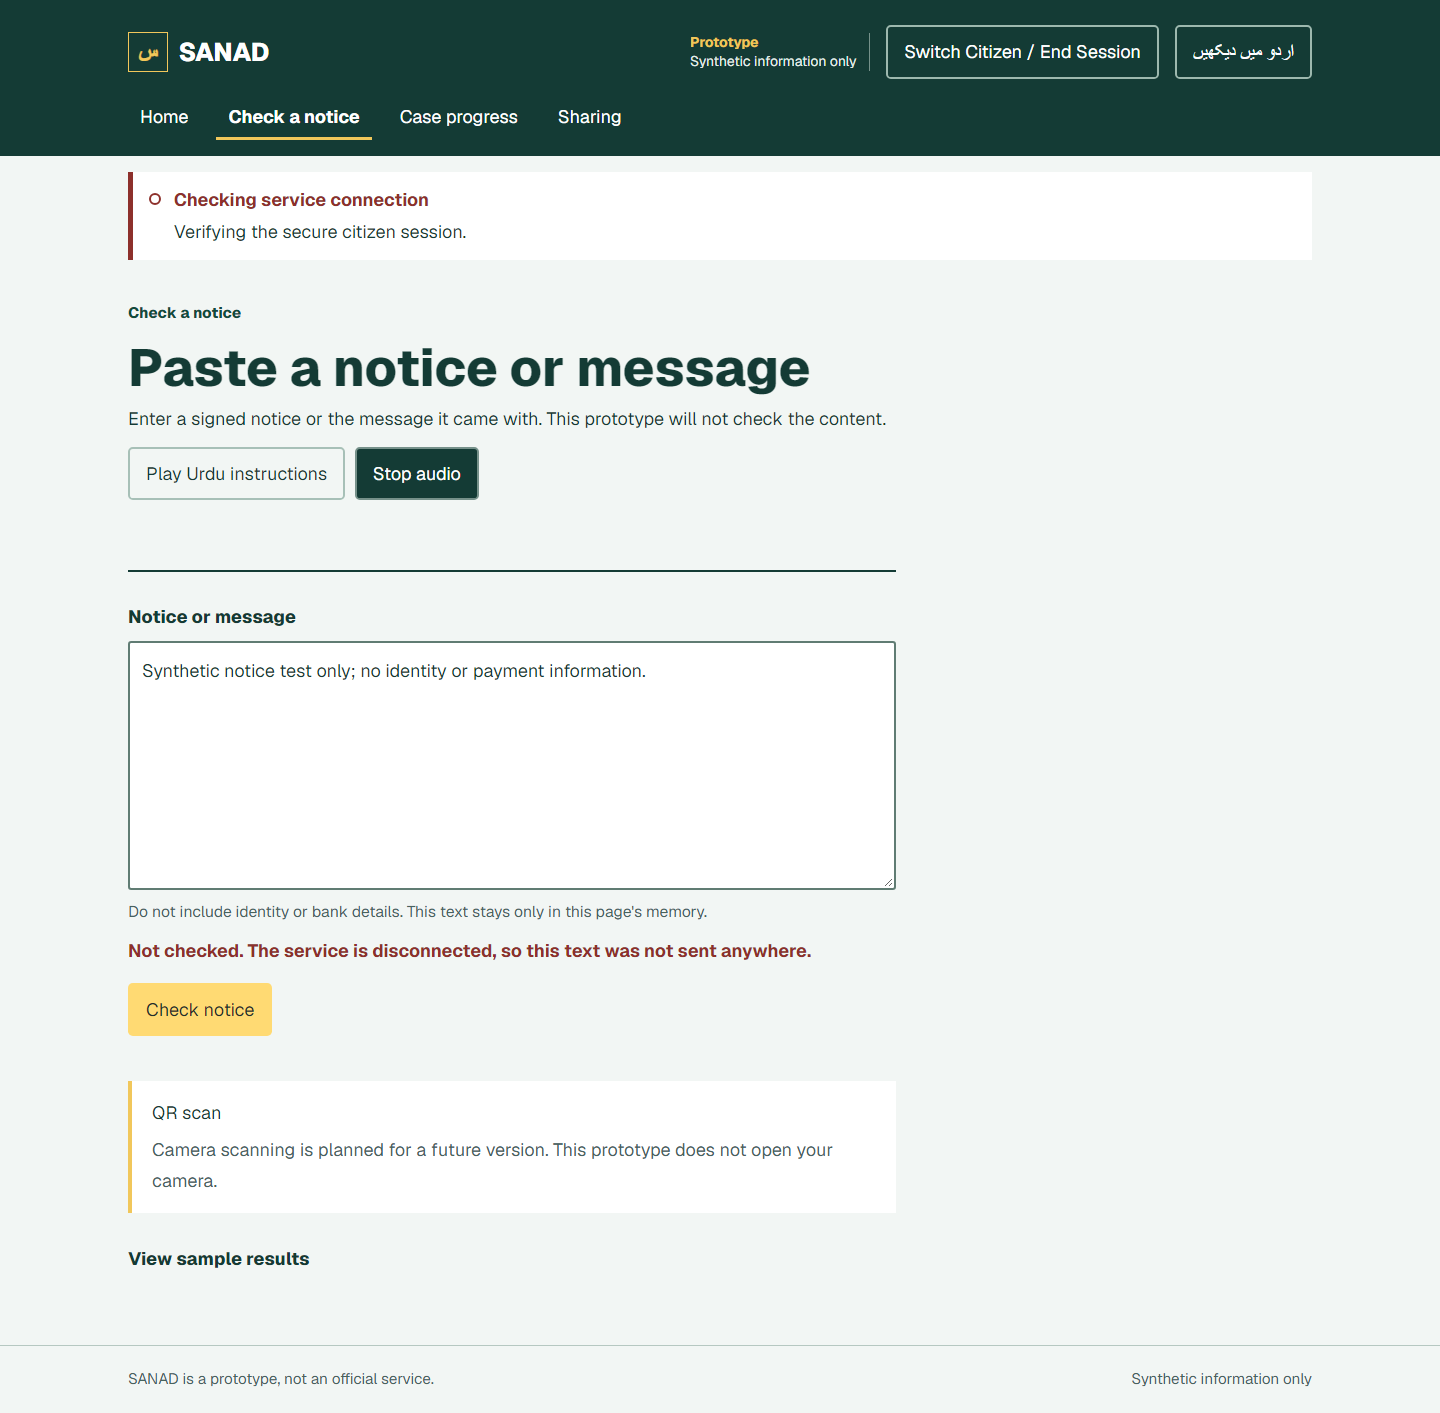 س SANAD
Prototype
Synthetic information only
Switch Citizen / End Session
اردو میں دیکھیں
Home
Check a notice
Case progress
Sharing
Checking service connection
Verifying the secure citizen session.
Check a notice
Paste a notice or message
Enter a signed notice or the message it came with. This prototype will not check the content.
Play Urdu instructions
Stop audio
Notice or message
Synthetic notice test only; no identity or payment information.
Do not include identity or bank details. This text stays only in this page's memory.
Not checked. The service is disconnected, so this text was not sent anywhere.
Check notice
QR scan
Camera scanning is planned for a future version. This prototype does not open your
camera.
View sample results
SANAD is a prototype, not an official service.
Synthetic information only